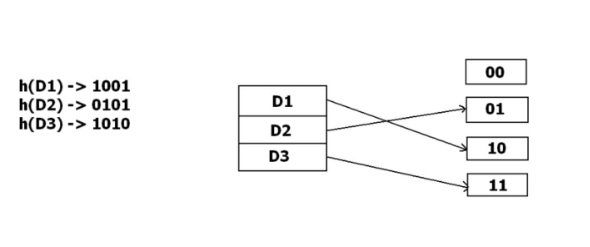 h(D1) -> 1001
h(D2) -> 0101
h(D3) -> 1010
D1
D2
D3
00
01
10
11